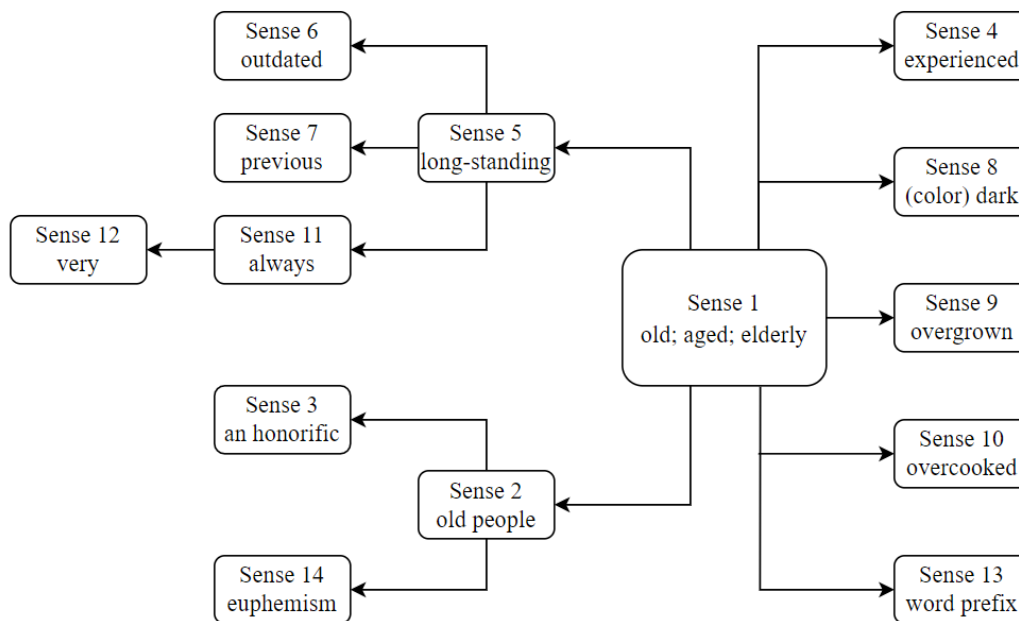 Sense 6
outdated
Sense 4
experienced
Sense 7
previous
Sense 5
long-standing
Sense 8
(color) dark
Sense 12
very
Sense 11
always
Sense 1
old; aged; elderly
Sense 9
overgrown
Sense 3
an honorific
Sense 2
old people
Sense 10
overcooked
Sense 14
euphemism
Sense 13
word prefix